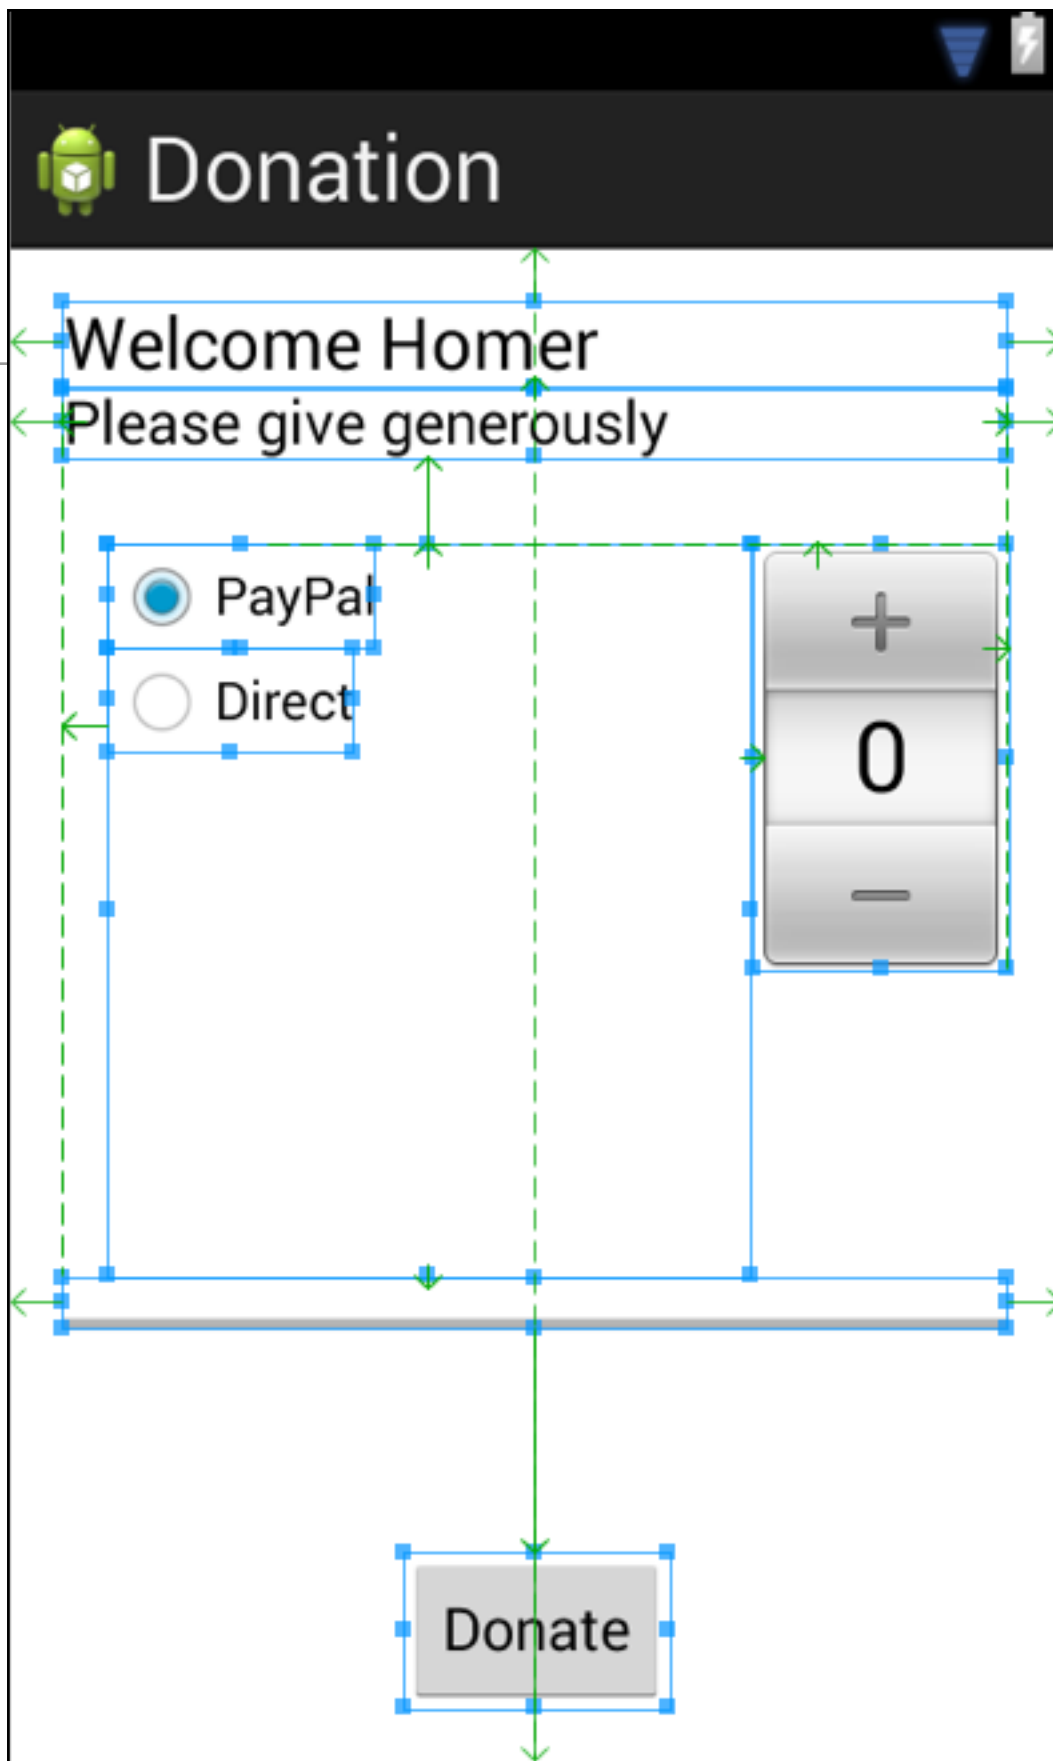 Donation
Welcome Homer
Please give generously
PayPal
+
Direct
0
−
Donate